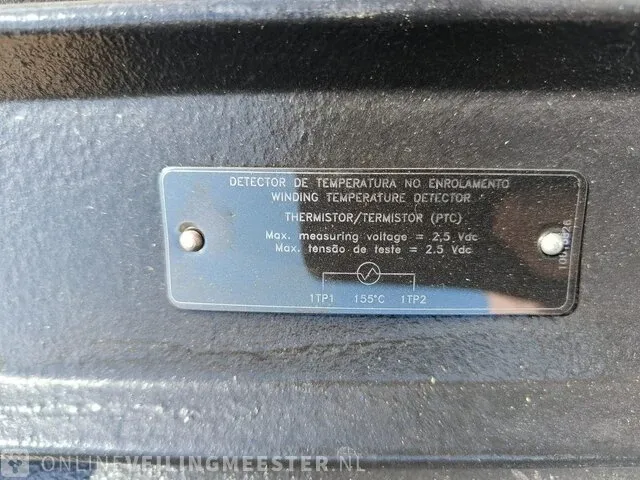 DETECTOR DE TEMPERATURA NO ENROLAMENTO
WINDING TEMPERATURE DETECTOR
THERMISTOR/TERMISTOR (PTC)
Max. measuring voltage = 2,5 Vdc
Max. tensão de teste = 2.5 Vdc
1TP1 155°C 1TP2
ONLINEVEILINGMEESTER.NL